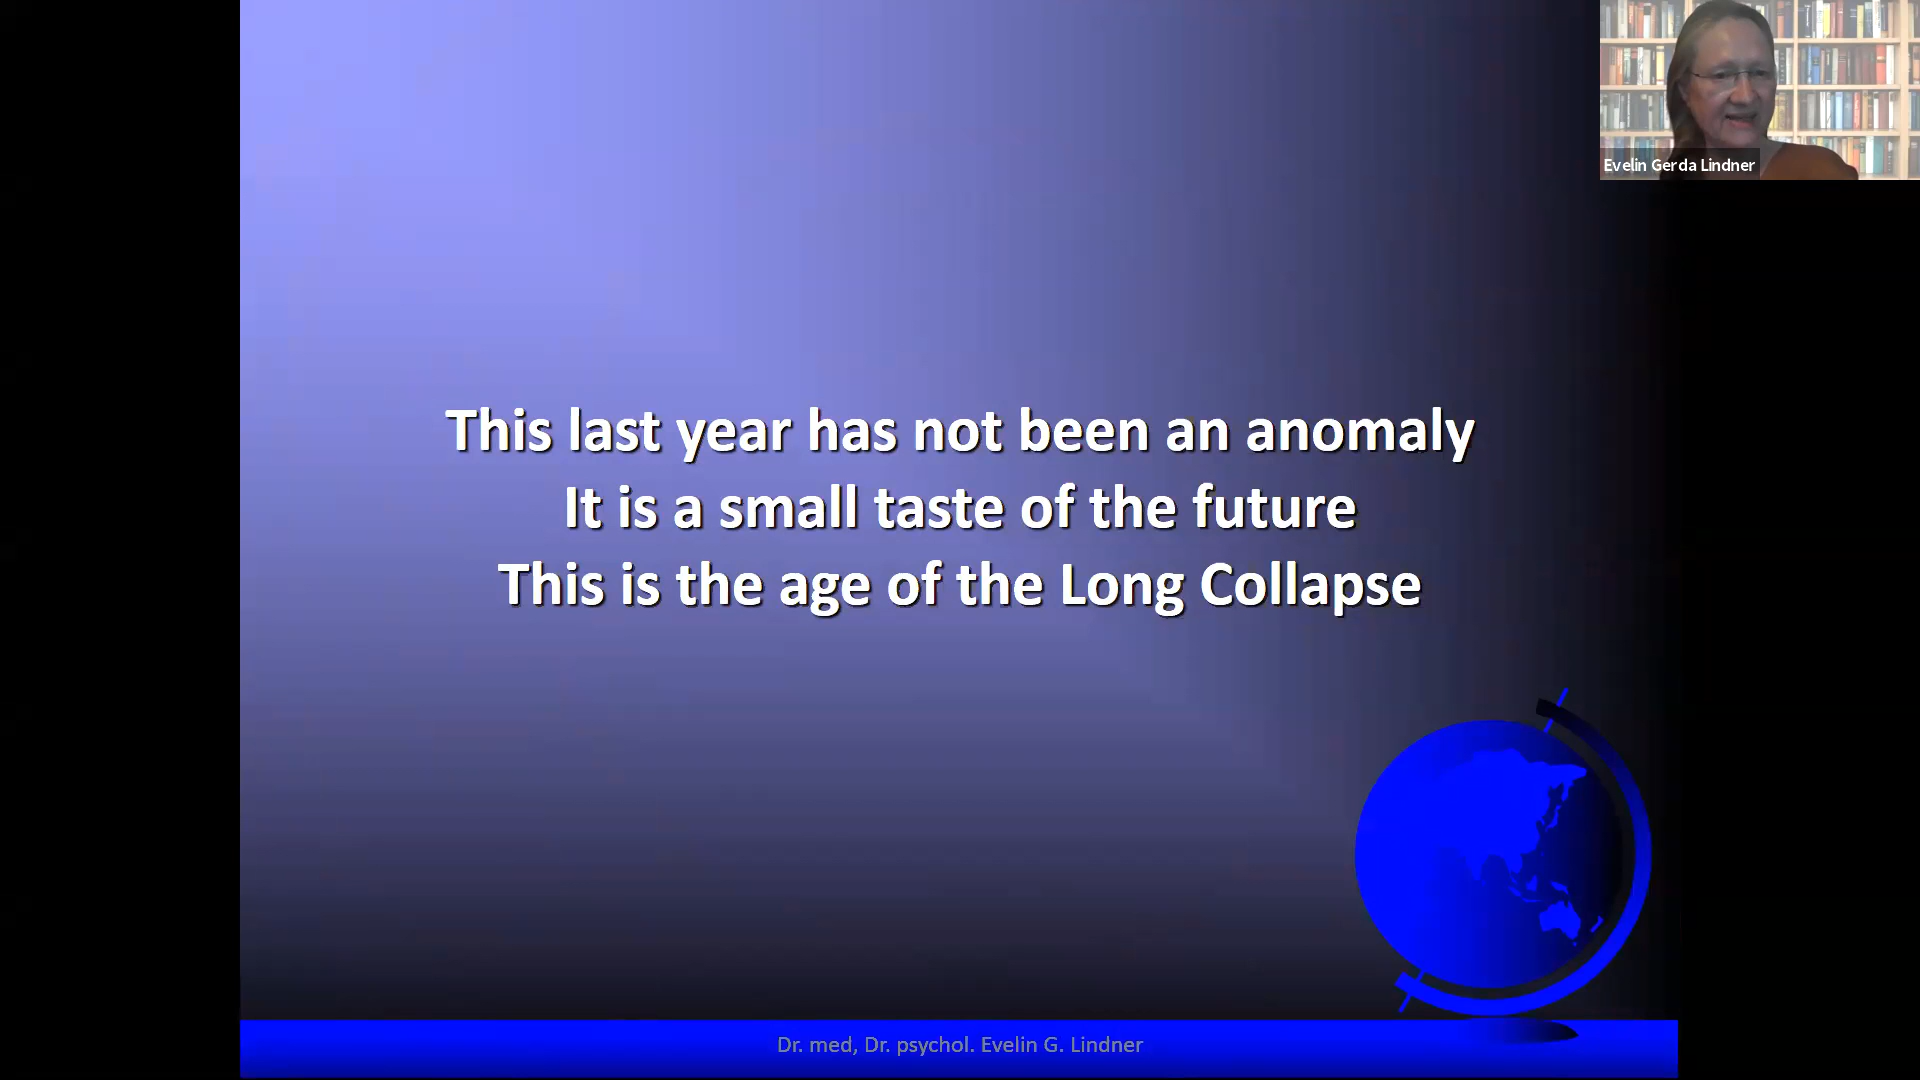 Evelin Gerda Lindner
This last year has not been an anomaly
It is a small taste of the future
This is the age of the Long Collapse
Dr. med, Dr. psychol. Evelin G. Lindner